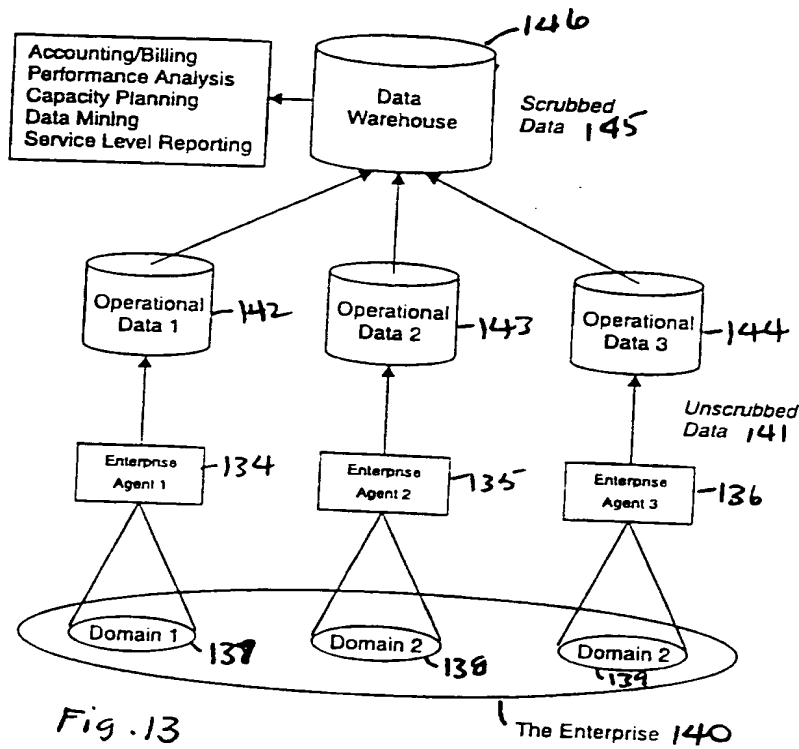 146
Accounting/Billing
Performance Analysis
Capacity Planning
Data Mining
Service Level Reporting
Data
Warehouse
Scrubbed
Data 145
Operational
Data 1
142
Operational
Data 2
143
Operational
Data 3
144
Unscrubbed
Data 141
Enterprise
Agent 1
134
Enterprise
Agent 2
135
Enterprise
Agent 3
136
Domain 1
137
Domain 2
138
Domain 2
139
Fig. 13
The Enterprise 140